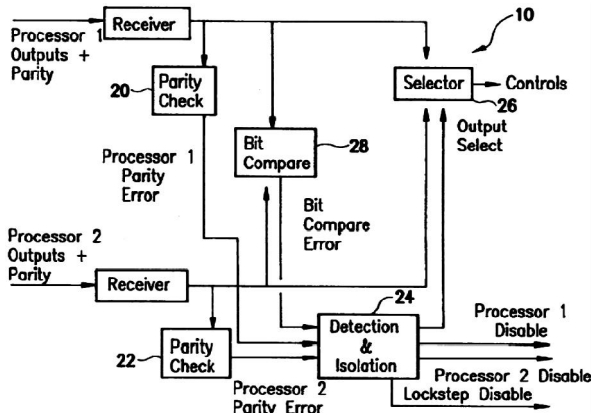 10
Receiver
Processor 1
Outputs +
Parity
20
Parity
Check
Selector
26
Controls
Output
Select
Bit
Compare
28
Processor 1
Parity
Error
Bit
Compare
Error
Processor 2
Outputs +
Parity
Receiver
24
Detection
&
Isolation
Processor 1
Disable
22
Parity
Check
Processor 2
Parity Error
Processor 2 Disable
Lockstep Disable